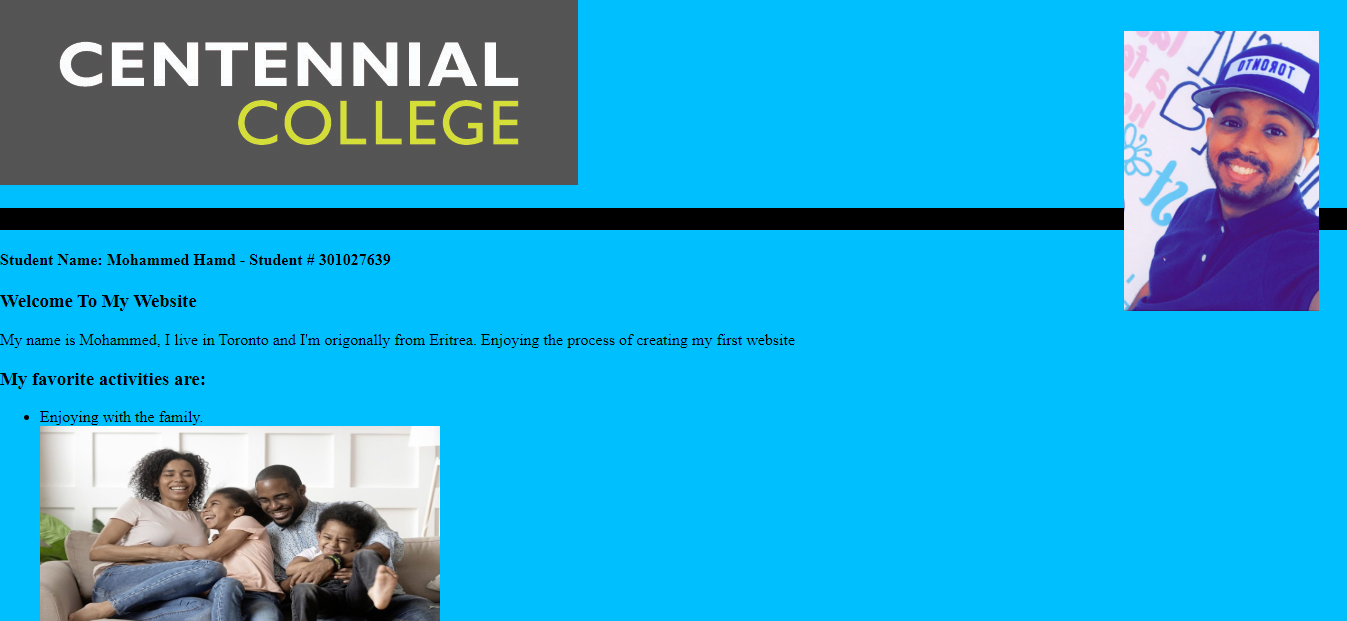 CENTENNIAL
COLLEGE
TORONTO
Student Name: Mohammed Hamd - Student # 301027639
Welcome To My Website
My name is Mohammed, I live in Toronto and I'm origonally from Eritrea. Enjoying the process of creating my first website
My favorite activities are:
Enjoying with the family.